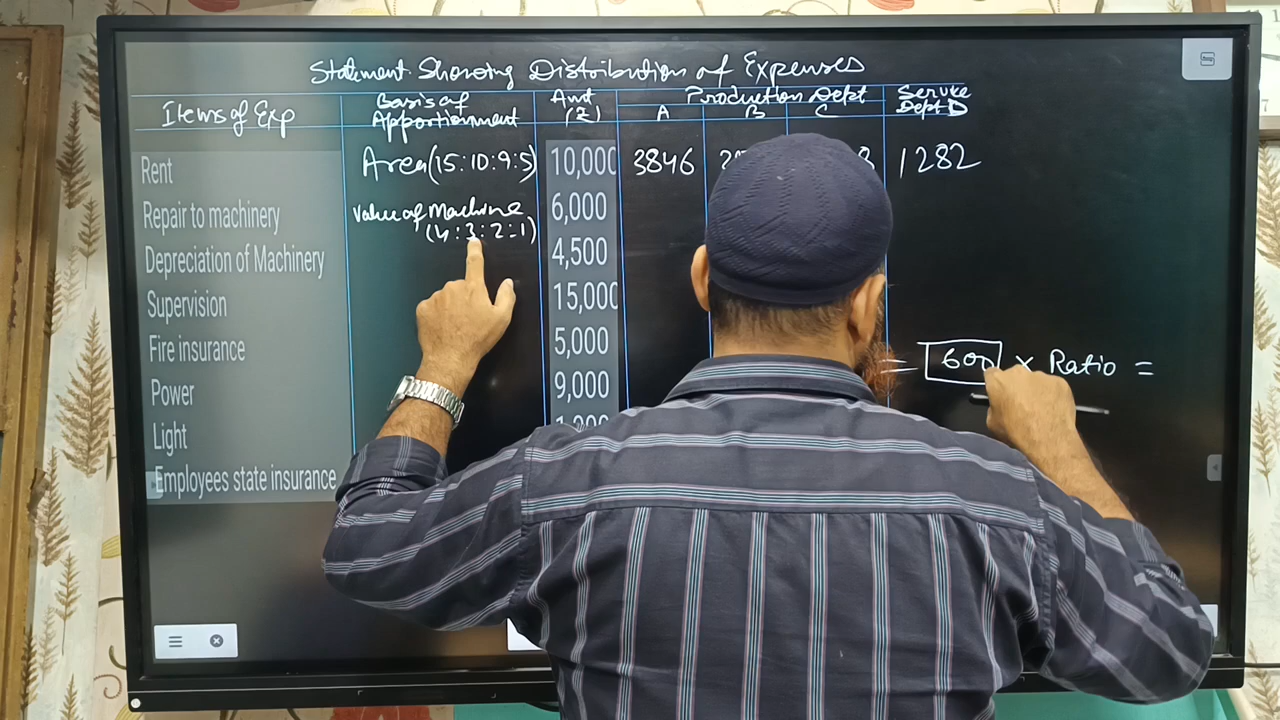 Statement Showing Distribution of Expenses
Items of Exp
Basis of Apportionment
Amt (₹)
Production Dept
A B C
Service Dept D
Rent Area (15:10:9:5) 10,000 3846 1282
Repair to machinery Value of Machine (4:3:2:1) 6,000
Depreciation of Machinery 4,500
Supervision 15,000
Fire insurance 5,000
= 600 × Ratio =
Power 9,000
Light
Employees state insurance